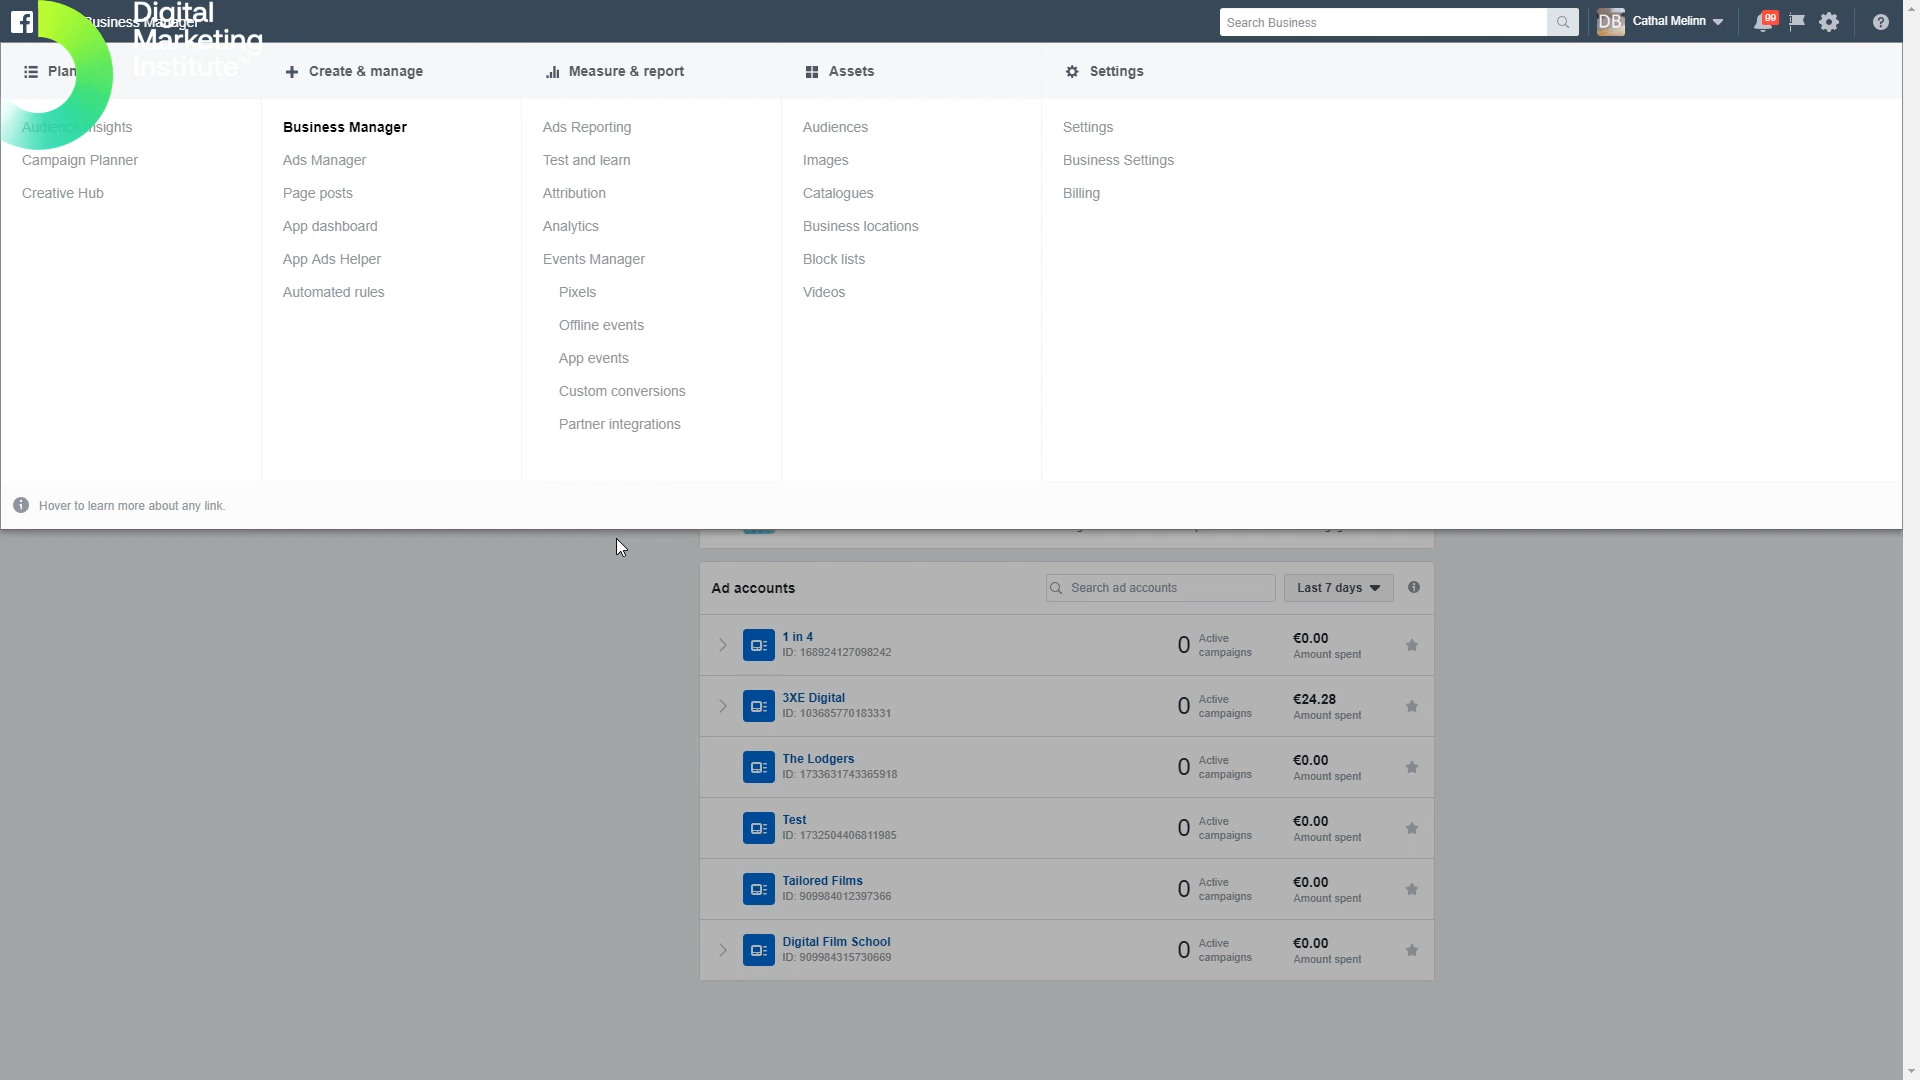 Digital
Marketing
Institute™
Business Manager
Search Business
DB
Cathal Melinn
99
Plan
Create & manage
Measure & report
Assets
Settings
Audience Insights
Campaign Planner
Creative Hub
Business Manager
Ads Manager
Page posts
App dashboard
App Ads Helper
Automated rules
Ads Reporting
Test and learn
Attribution
Analytics
Events Manager
Pixels
Offline events
App events
Custom conversions
Partner integrations
Audiences
Images
Catalogues
Business locations
Block lists
Videos
Settings
Business Settings
Billing
Hover to learn more about any link.
Ad accounts
Search ad accounts
Last 7 days
1 in 4
ID: 168924127098242
0 Active campaigns
€0.00
Amount spent
3XE Digital
ID: 103685770183331
0 Active campaigns
€24.28
Amount spent
The Lodgers
ID: 1733631743365918
0 Active campaigns
€0.00
Amount spent
Test
ID: 1732504406811985
0 Active campaigns
€0.00
Amount spent
Tailored Films
ID: 909984012397366
0 Active campaigns
€0.00
Amount spent
Digital Film School
ID: 909984315730669
0 Active campaigns
€0.00
Amount spent